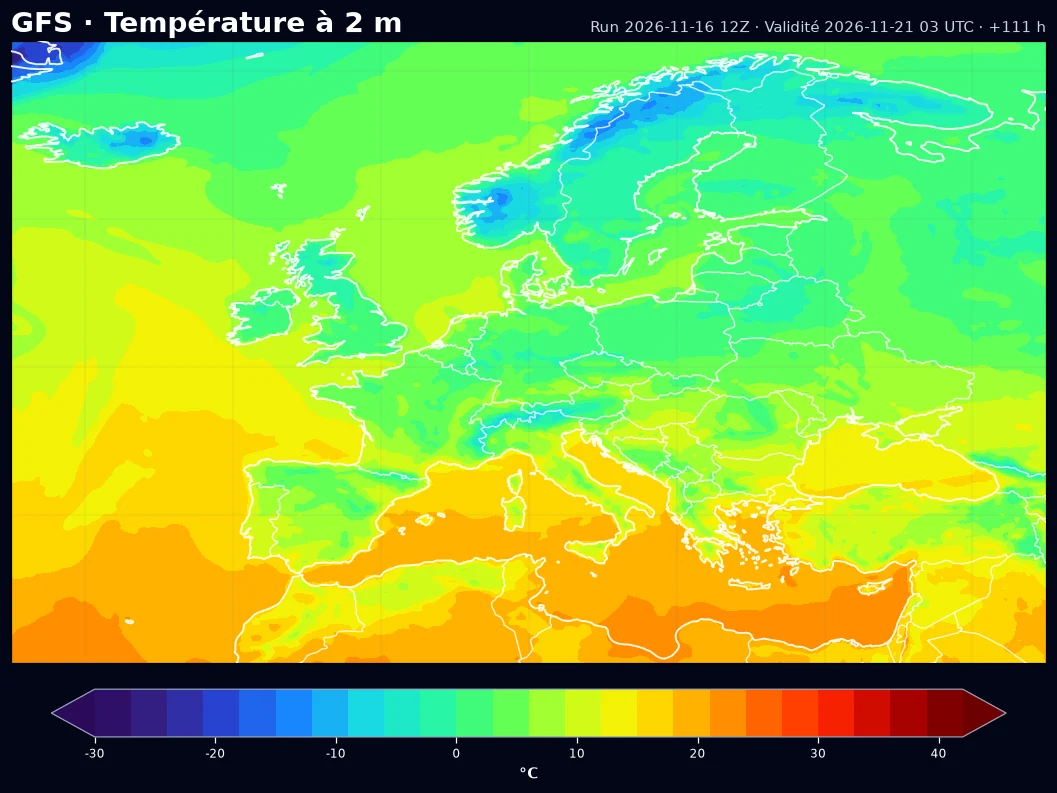 GFS · Température à 2 m
Run 2026-11-16 12Z · Validité 2026-11-21 03 UTC · +111 h
-30 -20 -10 0 10 20 30 40
°C